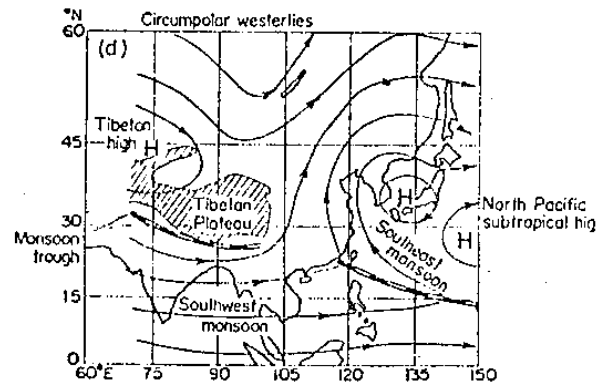 Circumpolar westerlies
°N
60
(d)
45
Tibetan
high
H
Tibetan
Plateau
30
Monsoon
trough
H
North Pacific
subtropical hig
H
Southeast
monsoon
15
Southwest
monsoon
0
60°E
75
90
105
120
135
150